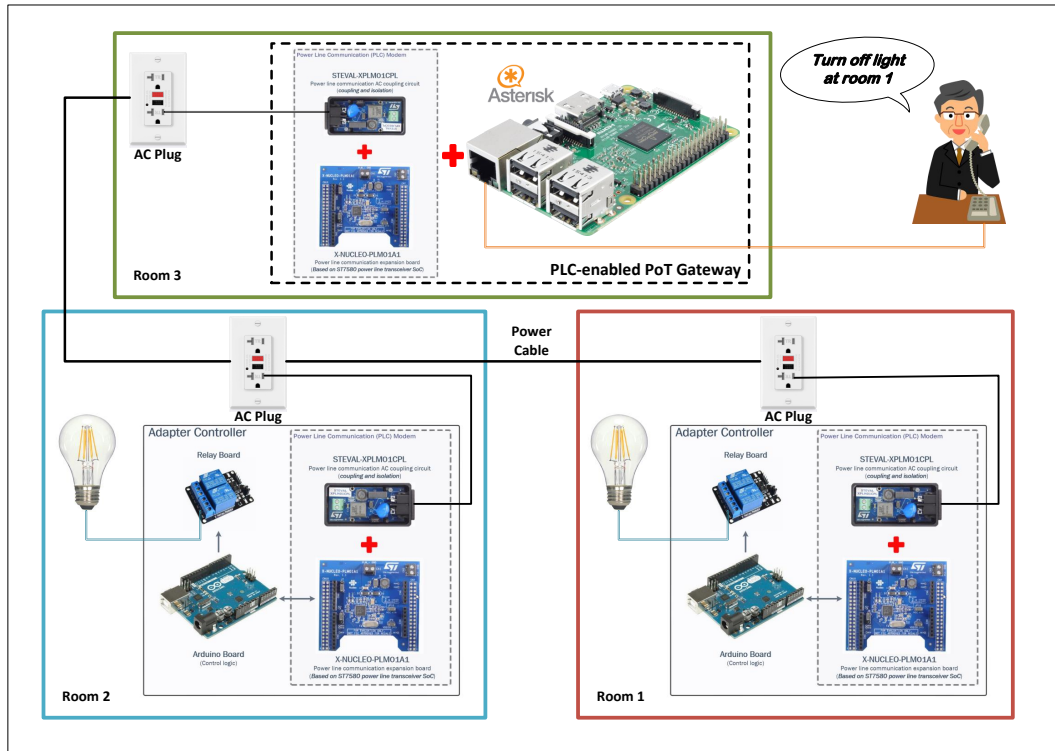 Power Line Communication (PLC) Modem
STEVAL-XPLM01CPL
Power line communication AC coupling circuit
(coupling and isolation)
Asterisk
Turn off light
at room 1
AC Plug
X-NUCLEO-PLM01A1
Power line communication expansion board
(Based on ST7580 power line transceiver SoC)
PLC-enabled PoT Gateway
Room 3
Power
Cable
AC Plug
Adapter Controller
Power Line Communication (PLC) Modem
Relay Board
STEVAL-XPLM01CPL
Power line communication AC coupling circuit
(coupling and isolation)
Arduino Board
(Control logic)
X-NUCLEO-PLM01A1
Power line communication expansion board
(Based on ST7580 power line transceiver SoC)
Room 2
AC Plug
Adapter Controller
Power Line Communication (PLC) Modem
Relay Board
STEVAL-XPLM01CPL
Power line communication AC coupling circuit
(coupling and isolation)
Arduino Board
(Control logic)
X-NUCLEO-PLM01A1
Power line communication expansion board
(Based on ST7580 power line transceiver SoC)
Room 1